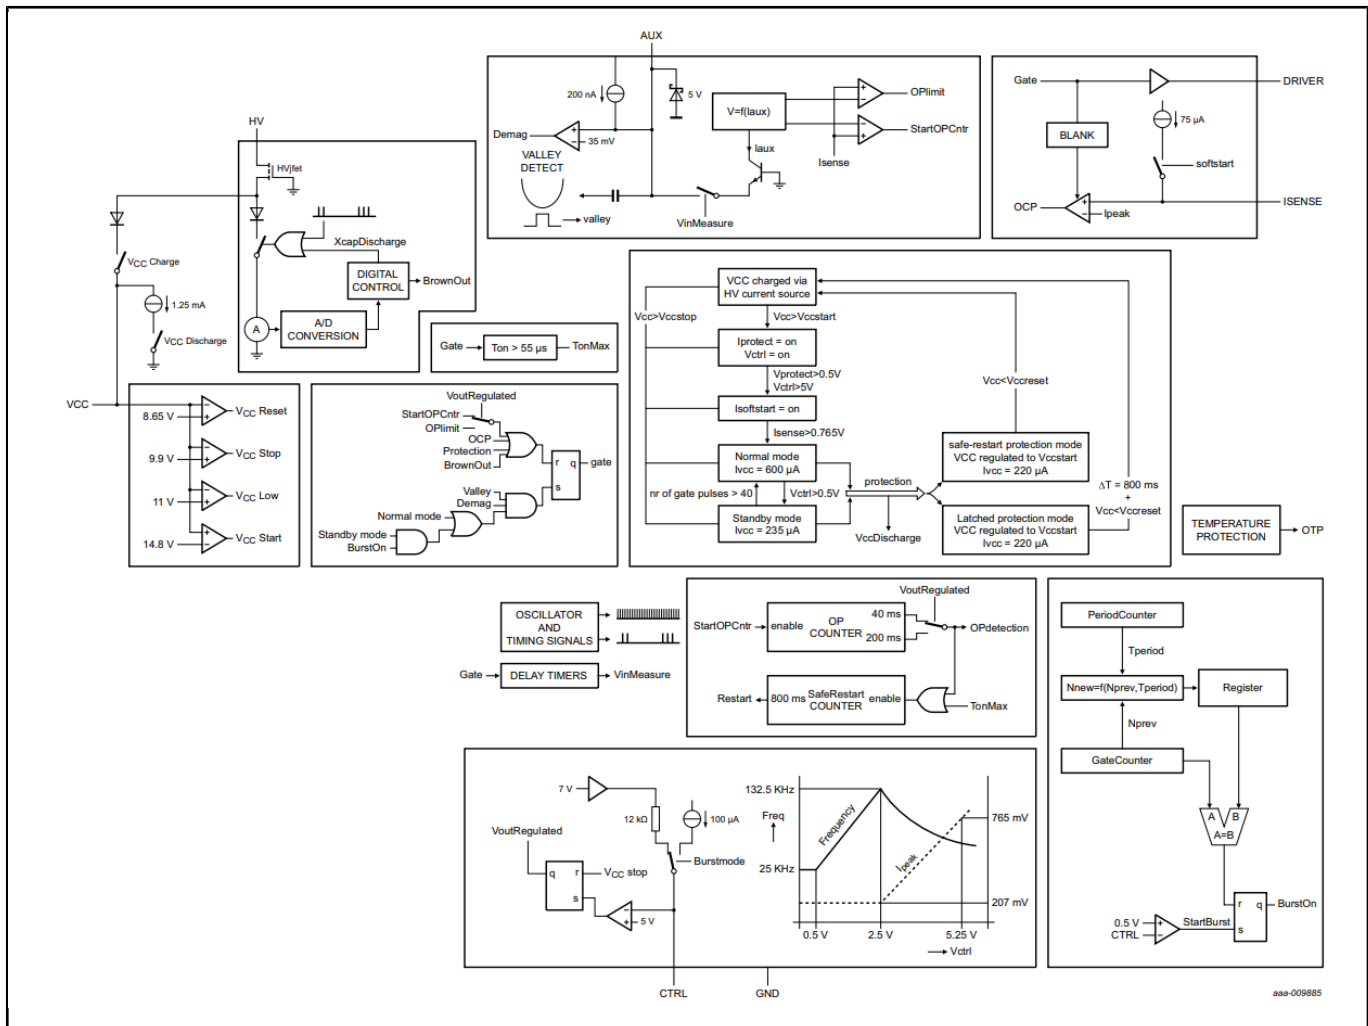 AUX
200 nA
5 V
Demag
35 mV
VALLEY
DETECT
valley
V=f(Iaux)
Iaux
OPlimit
StartOPCntr
Isense
VinMeasure
Gate
DRIVER
BLANK
75 µA
softstart
ISENSE
OCP
Ipeak
HV
HVjfet
XcapDischarge
DIGITAL
CONTROL
BrownOut
A
A/D
CONVERSION
VCC Charge
1.25 mA
VCC Discharge
Gate
Ton > 55 µs
TonMax
VCC
8.65 V
VCC Reset
9.9 V
VCC Stop
11 V
VCC Low
14.8 V
VCC Start
VoutRegulated
StartOPCntr
OPlimit
OCP
Protection
BrownOut
r
q
gate
s
Valley
Demag
Normal mode
Standby mode
BurstOn
VCC charged via
HV current source
Vcc>Vccstop
Vcc>Vccstart
Iprotect = on
Vctrl = on
Vprotect>0.5V
Vctrl>5V
Vcc<Vccreset
Isoftstart = on
Isense>0.765V
Normal mode
Ivcc = 600 µA
nr of gate pulses > 40
Vctrl>0.5V
Standby mode
Ivcc = 235 µA
protection
VccDischarge
safe-restart protection mode
VCC regulated to Vccstart
Ivcc = 220 µA
Latched protection mode
VCC regulated to Vccstart
Ivcc = 220 µA
ΔT = 800 ms
+
Vcc<Vccreset
TEMPERATURE
PROTECTION
OTP
OSCILLATOR
AND
TIMING SIGNALS
Gate
DELAY TIMERS
VinMeasure
VoutRegulated
StartOPCntr
enable
OP
COUNTER
40 ms
200 ms
OPdetection
Restart
800 ms
SafeRestart
COUNTER
enable
TonMax
PeriodCounter
Tperiod
Nnew=f(Nprev,Tperiod)
Register
Nprev
GateCounter
A
B
A=B
r
q
BurstOn
s
0.5 V
CTRL
StartBurst
7 V
12 kΩ
100 µA
VoutRegulated
Burstmode
q
r
VCC stop
s
5 V
132.5 KHz
Freq
Frequency
25 KHz
Ipeak
765 mV
207 mV
0.5 V
2.5 V
5.25 V
Vctrl
CTRL
GND
aaa-009885